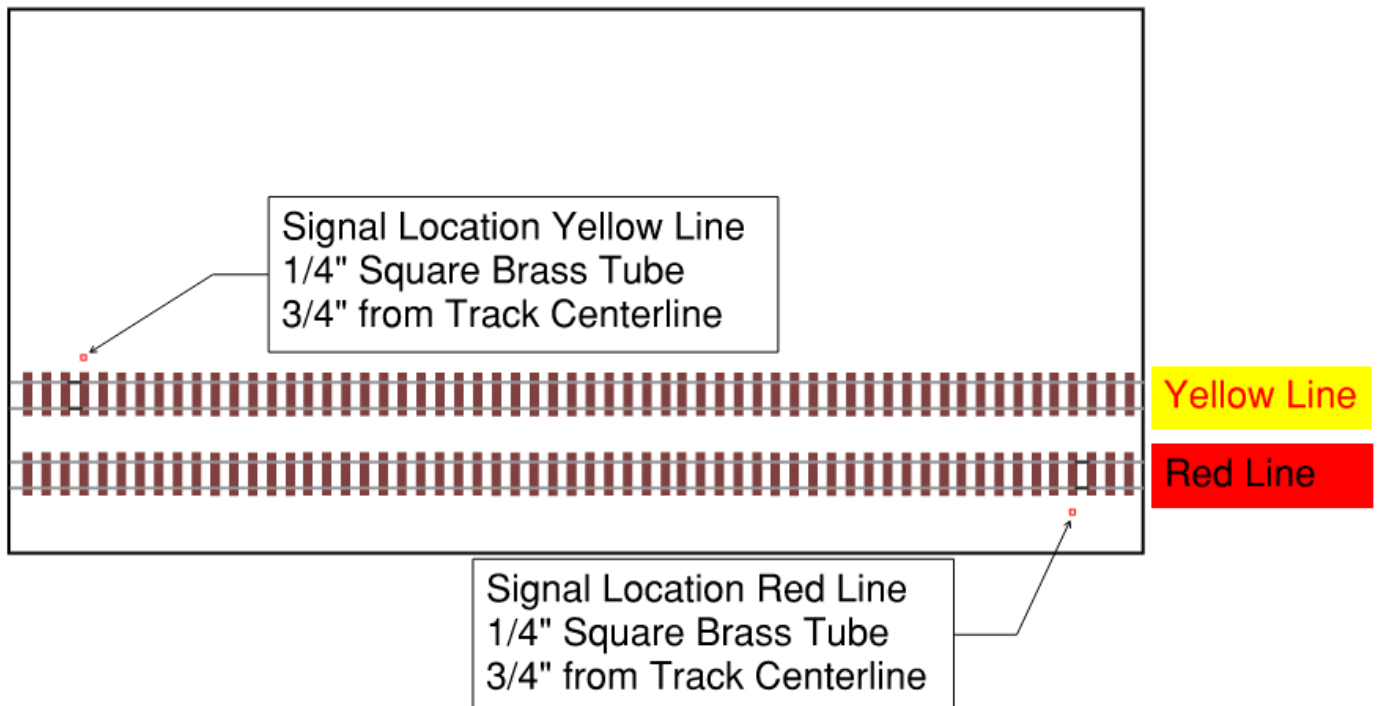 Signal Location Yellow Line
1/4" Square Brass Tube
3/4" from Track Centerline
Yellow Line
Red Line
Signal Location Red Line
1/4" Square Brass Tube
3/4" from Track Centerline